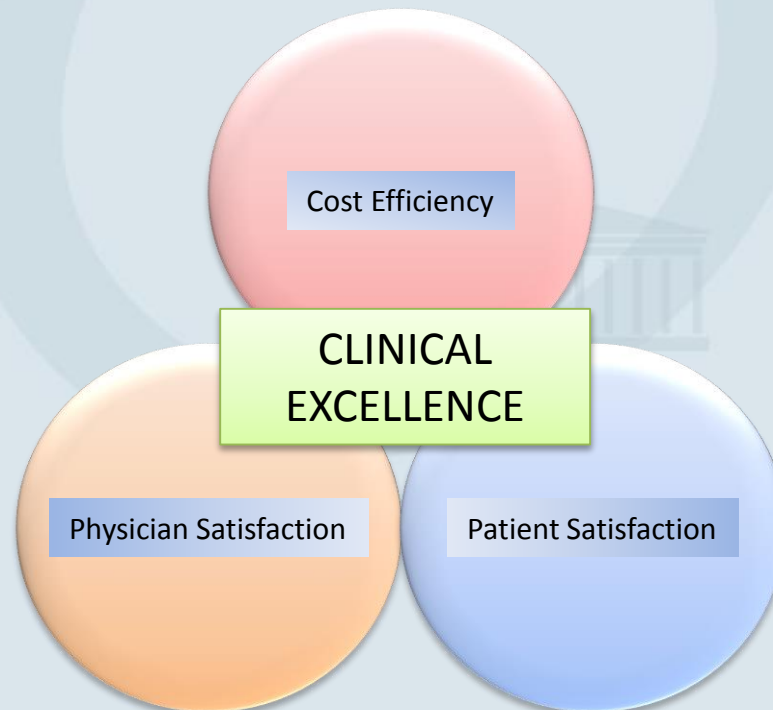 Cost Efficiency
CLINICAL
EXCELLENCE
Physician Satisfaction
Patient Satisfaction